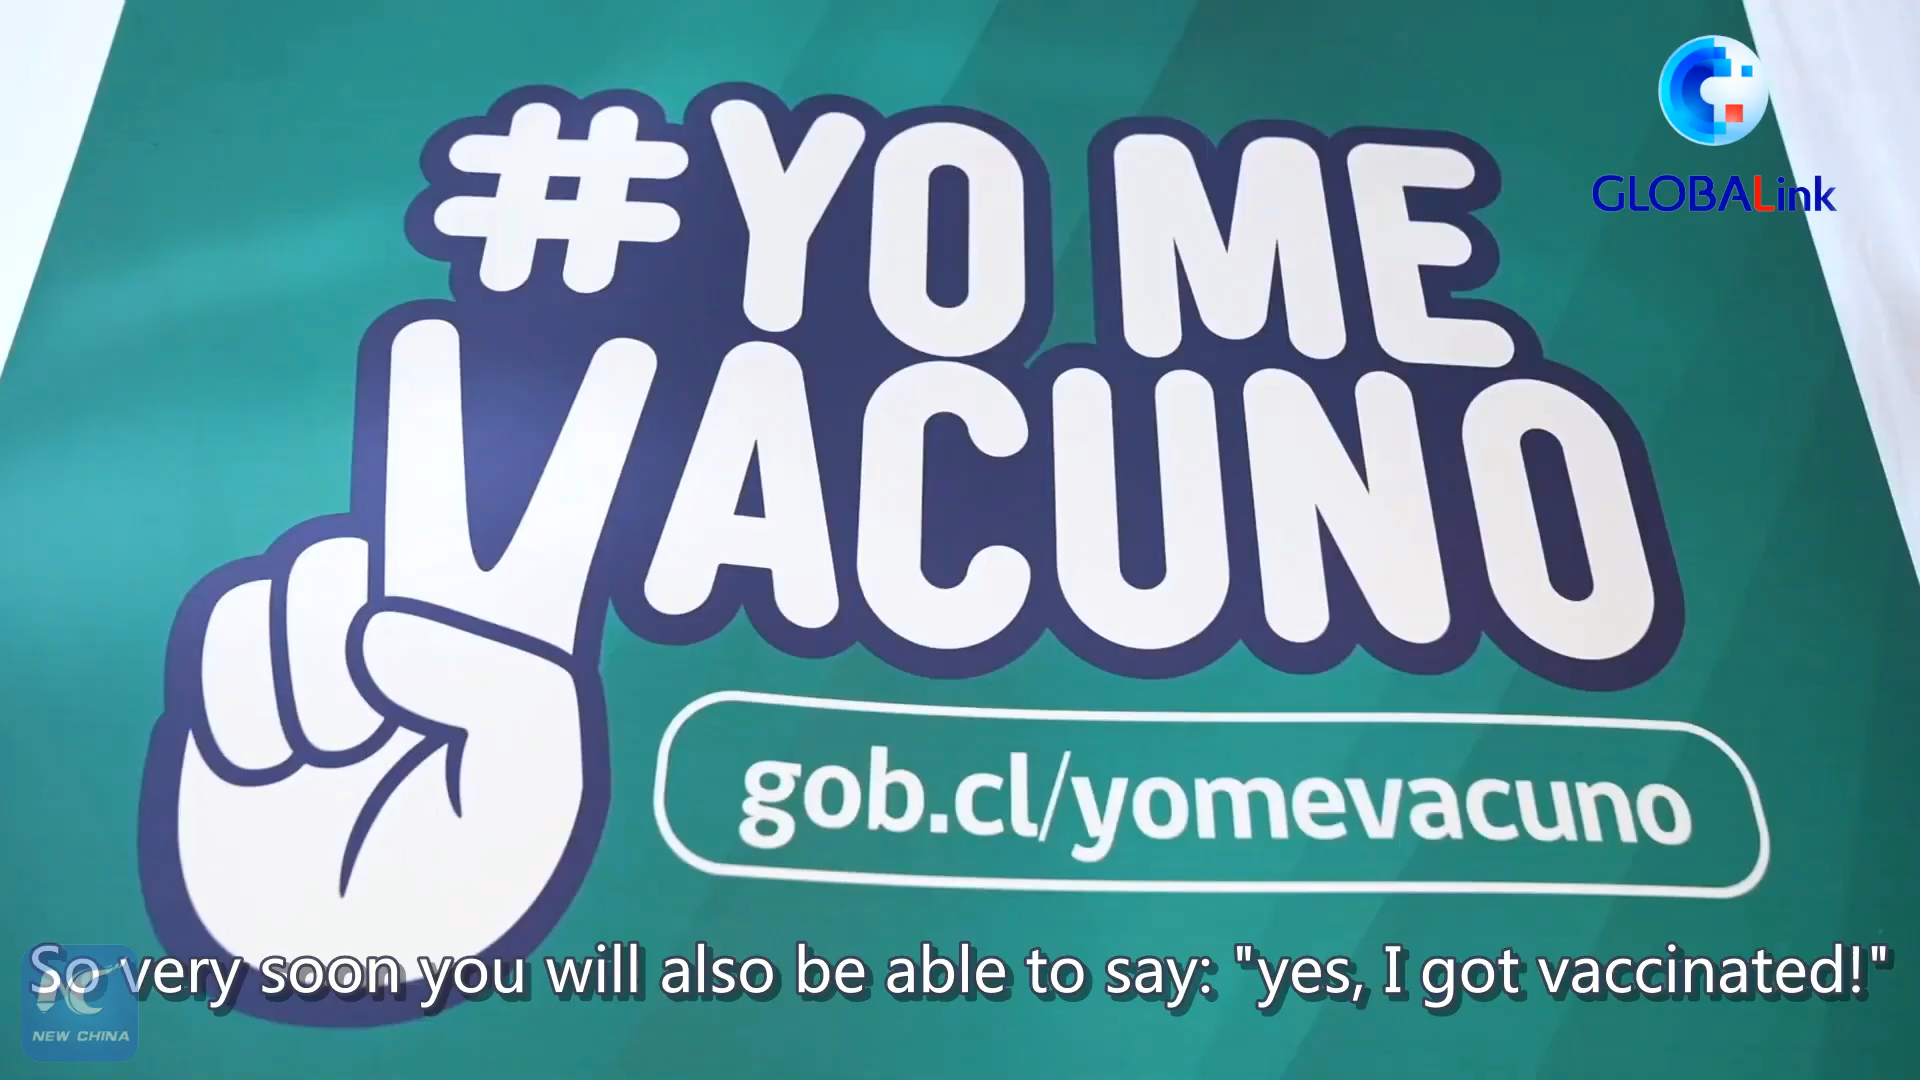 GLOBALink
#YO ME
VACUNO
gob.cl/yomevacuno
So very soon you will also be able to say: "yes, I got vaccinated!"
NEW CHINA